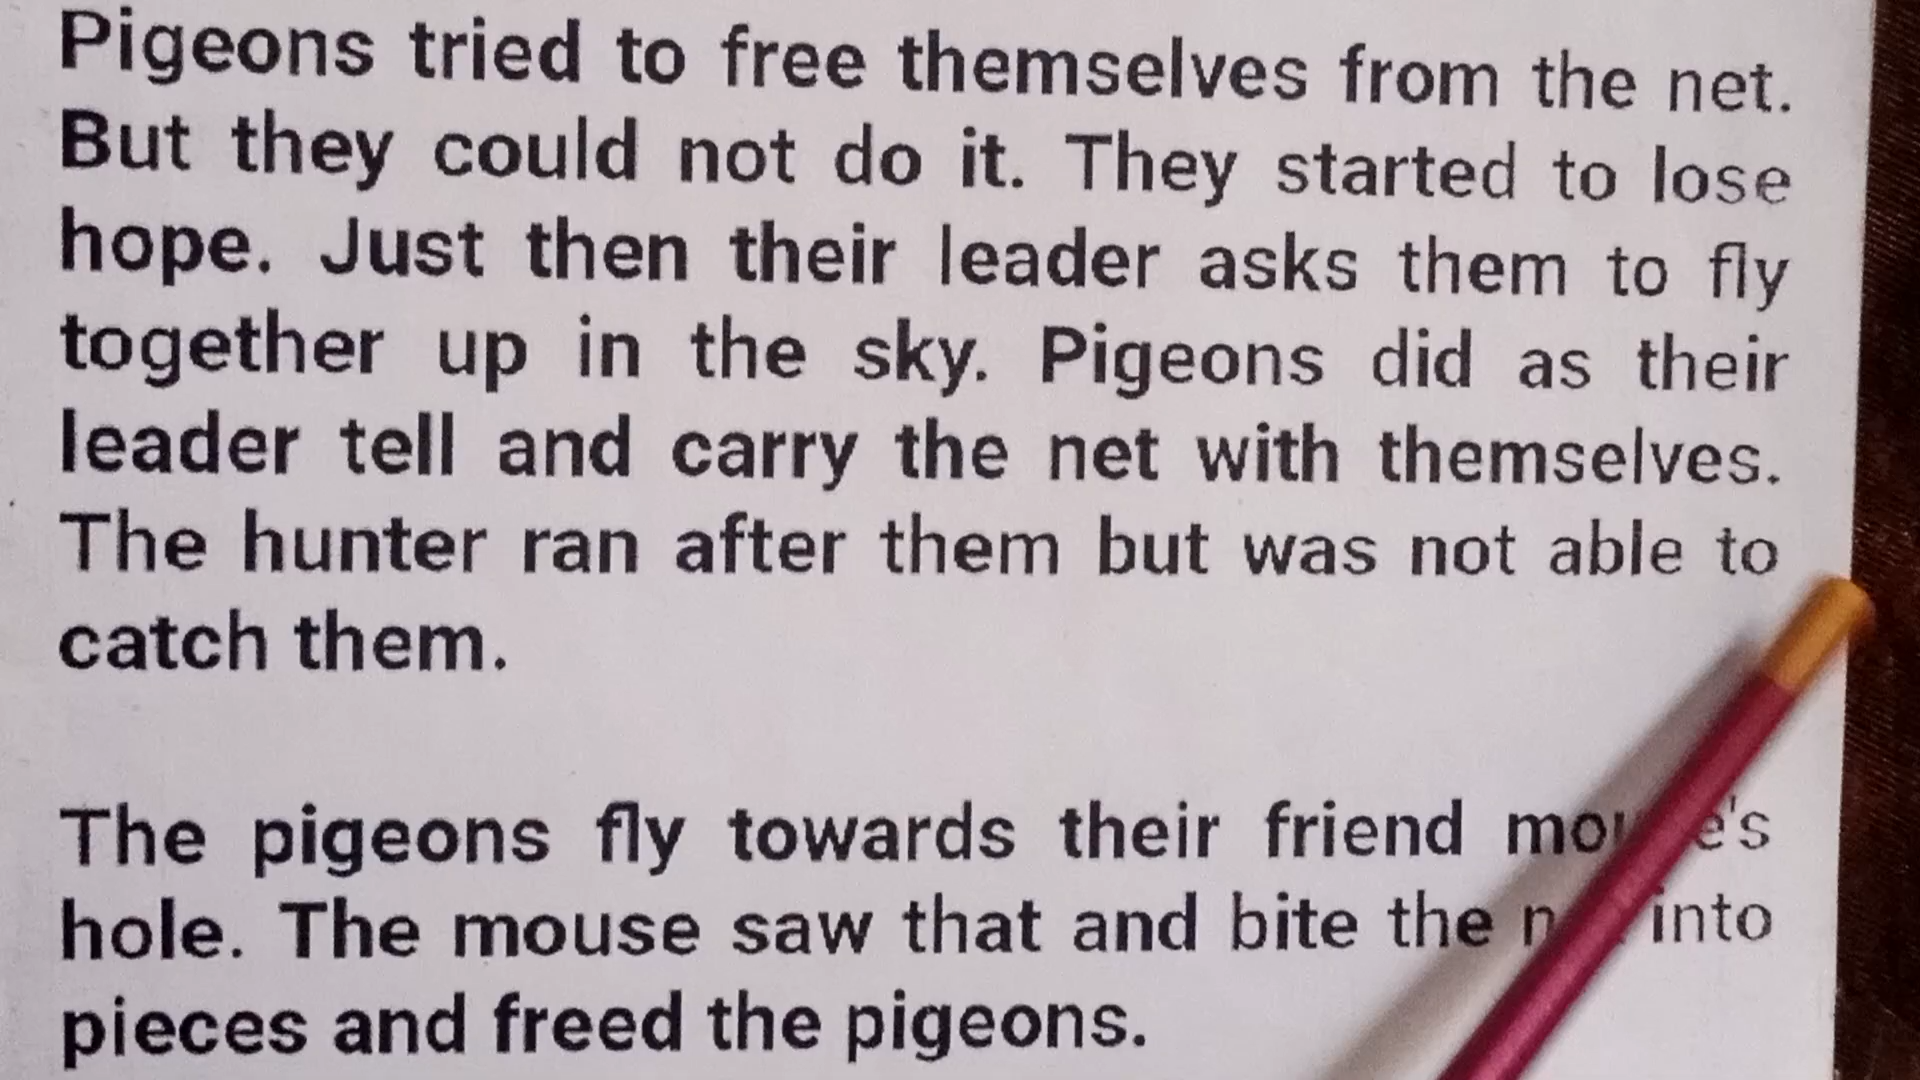 Pigeons tried to free themselves from the net.
But they could not do it. They started to lose
hope. Just then their leader asks them to fly
together up in the sky. Pigeons did as their
leader tell and carry the net with themselves.
The hunter ran after them but was not able to
catch them.
The pigeons fly towards their friend mouse's
hole. The mouse saw that and bite the into
pieces and freed the pigeons.